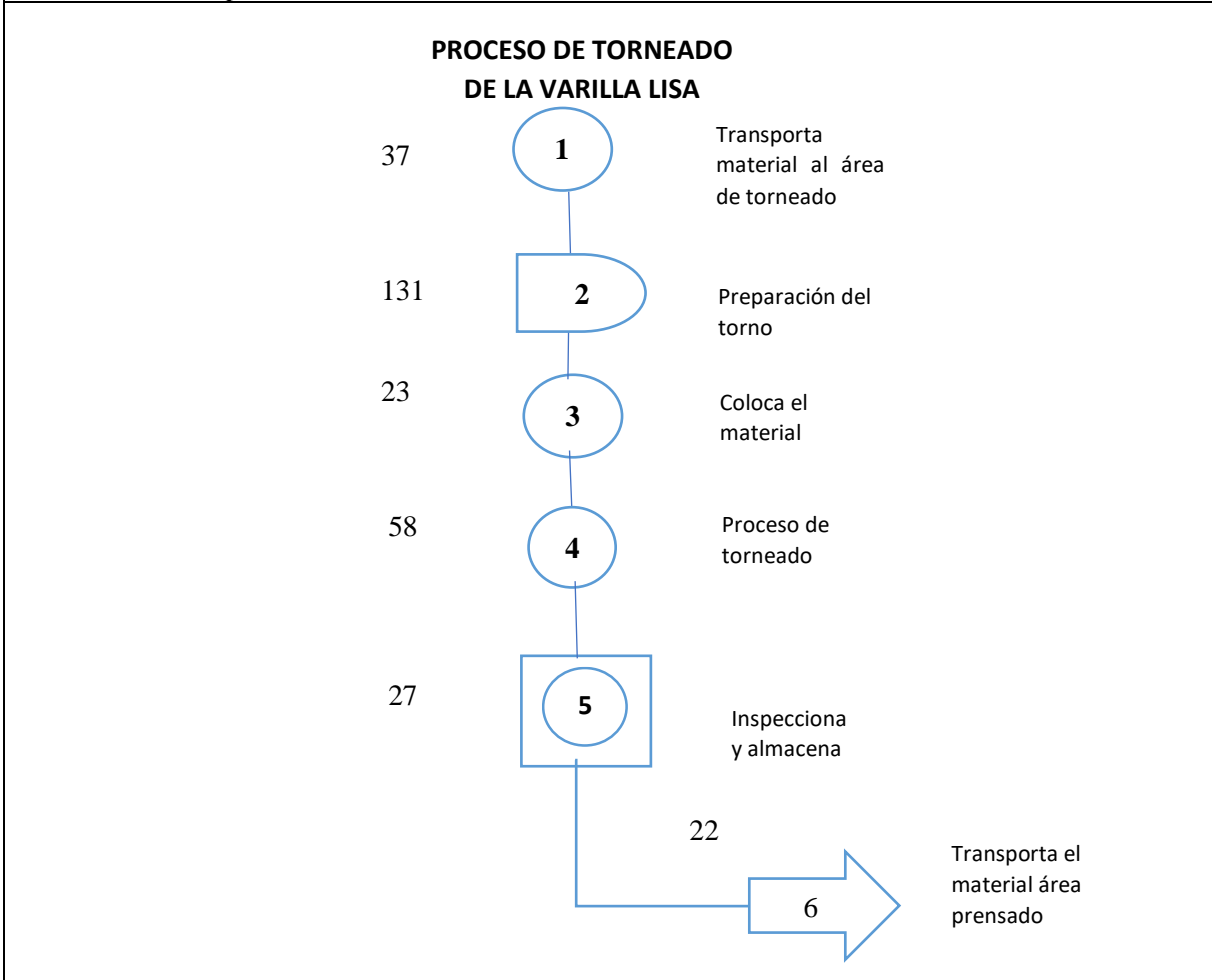 PROCESO DE TORNEADO
DE LA VARILLA LISA
37
1
Transporta
material al área
de torneado
131
2
Preparación del
torno
23
3
Coloca el
material
58
4
Proceso de
torneado
27
5
Inspecciona
y almacena
22
6
Transporta el
material área
prensado